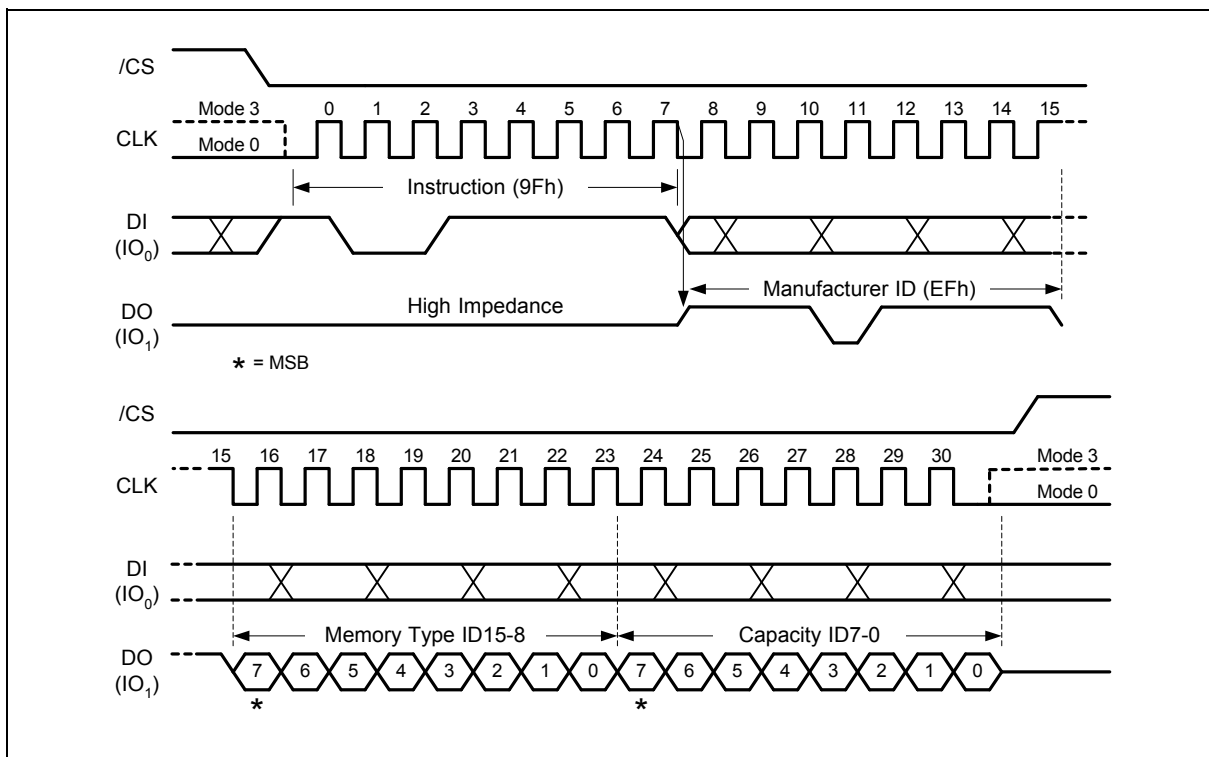 /CS
Mode 3 0 1 2 3 4 5 6 7 8 9 10 11 12 13 14 15
CLK
Mode 0
Instruction (9Fh)
DI
(IO0)
Manufacturer ID (EFh)
High Impedance
DO
(IO1)
* = MSB
/CS
15 16 17 18 19 20 21 22 23 24 25 26 27 28 29 30 Mode 3
CLK
Mode 0
DI
(IO0)
Memory Type ID15-8 Capacity ID7-0
DO
(IO1)
7 6 5 4 3 2 1 0 7 6 5 4 3 2 1 0
* *